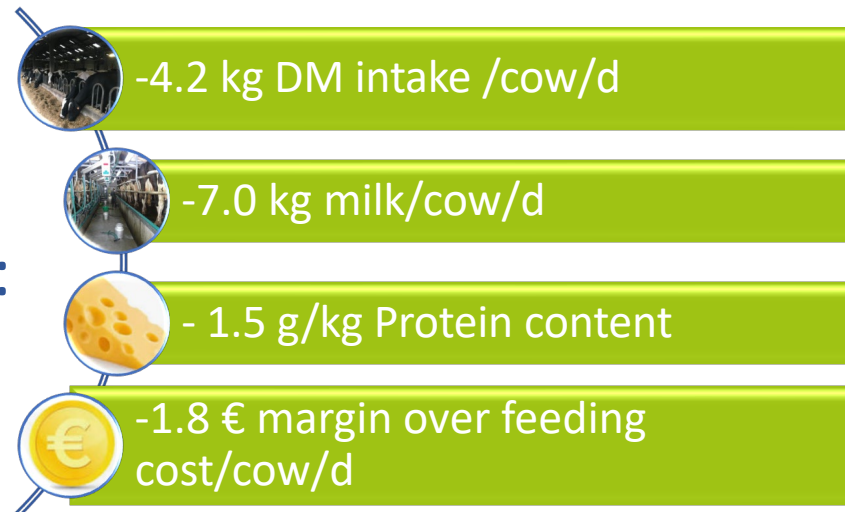 :
-4.2 kg DM intake /cow/d
-7.0 kg milk/cow/d
- 1.5 g/kg Protein content
-1.8 € margin over feeding
cost/cow/d